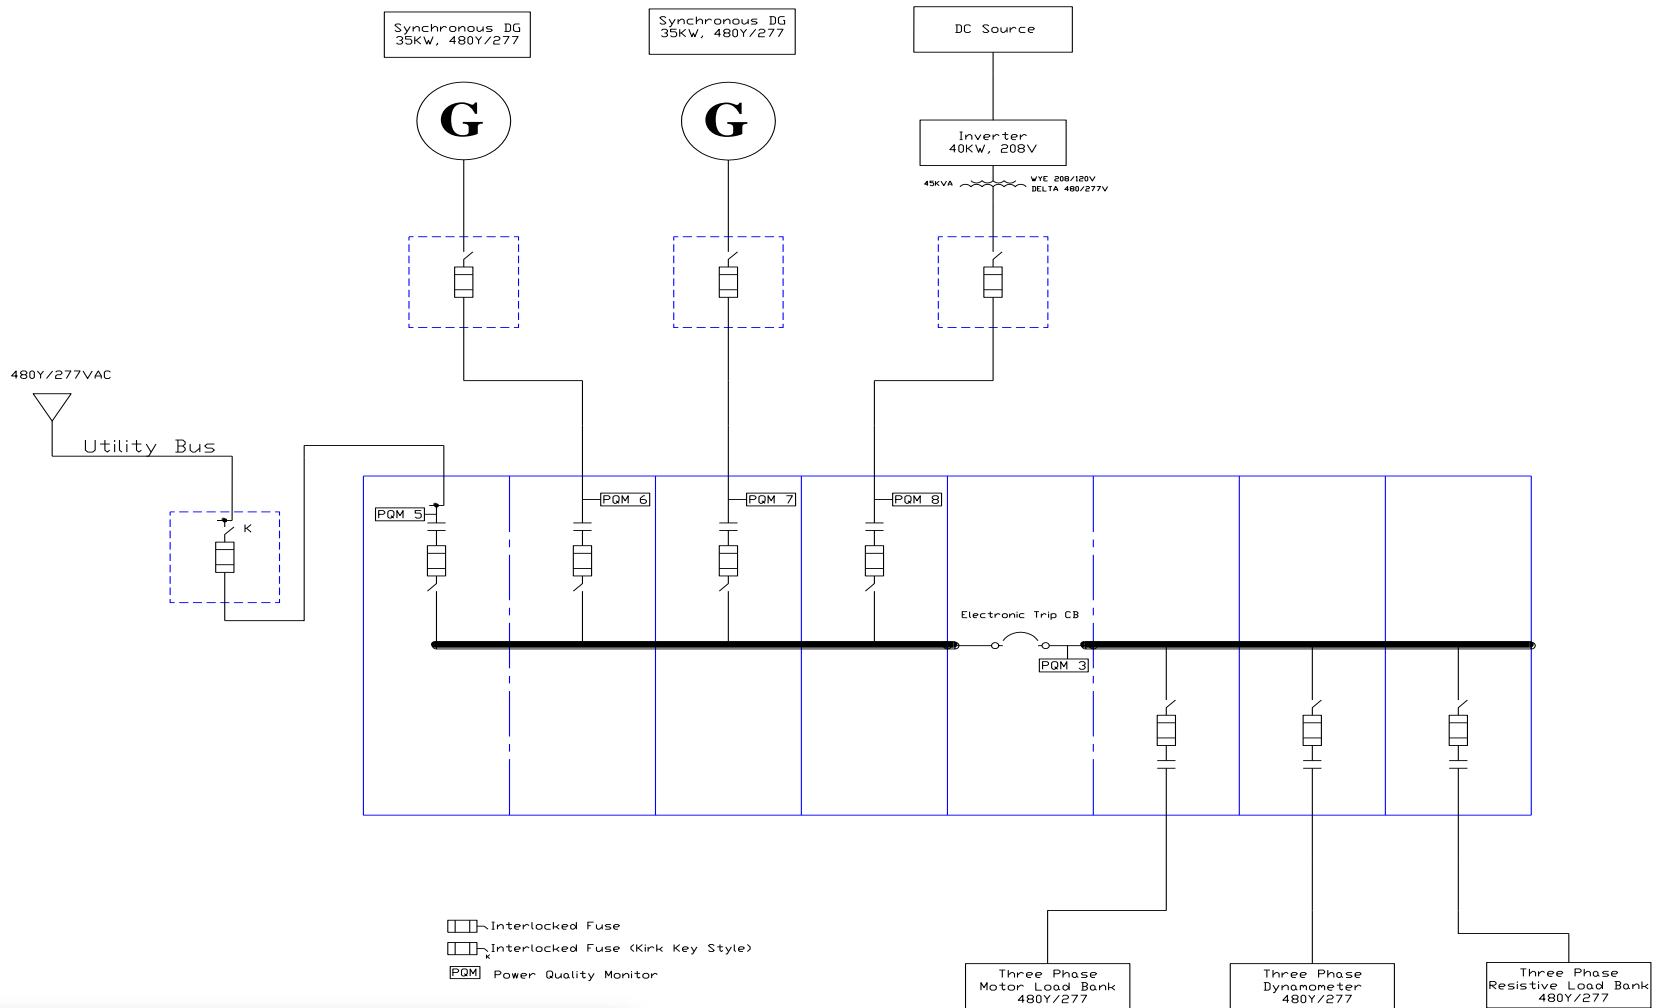 Synchronous DG
35KW, 480Y/277
Synchronous DG
35KW, 480Y/277
DC Source
G
G
Inverter
40KW, 208V
45KVA
WYE 208/120V
DELTA 480/277V
480Y/277VAC
Utility Bus
K
PQM 5
PQM 6
PQM 7
PQM 8
Electronic Trip CB
PQM 3
Interlocked Fuse
K
Interlocked Fuse (Kirk Key Style)
PQM
Power Quality Monitor
Three Phase
Motor Load Bank
480Y/277
Three Phase
Dynamometer
480Y/277
Three Phase
Resistive Load Bank
480Y/277